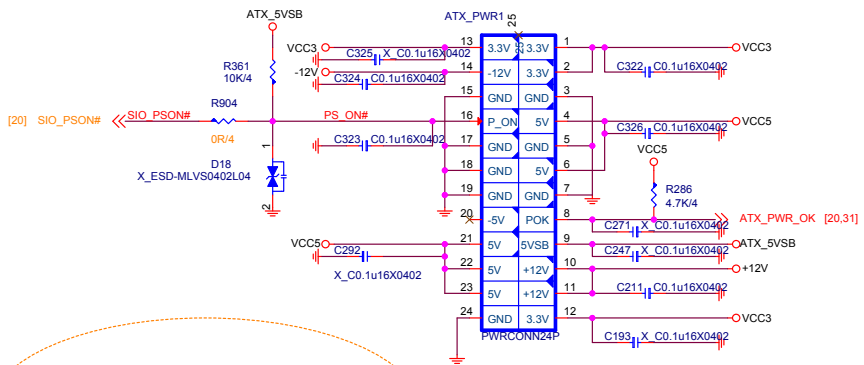 ATX_5VSB
ATX_PWR1
25
25
VCC3
C325
X_C0.1u16X0402
13
3.3V
3.3V
1
VCC3
R361
10K/4
-12V
C324
C0.1u16X0402
14
-12V
3.3V
2
C322
C0.1u16X0402
15
GND
GND
3
[20]
SIO_PSON#
SIO_PSON#
R904
0R/4
PS_ON#
16
P_ON
5V
4
VCC5
C323
C0.1u16X0402
17
GND
GND
5
C326
C0.1u16X0402
1
D18
X_ESD-MLVS0402L04
2
18
GND
5V
6
VCC5
19
GND
GND
7
R286
4.7K/4
20
-5V
POK
8
ATX_PWR_OK
[20,31]
C271
X_C0.1u16X0402
VCC5
21
5V
5VSB
9
ATX_5VSB
C292
X_C0.1u16X0402
C247
X_C0.1u16X0402
22
5V
+12V
10
+12V
23
5V
+12V
11
C211
C0.1u16X0402
24
GND
3.3V
12
VCC3
PWRCONN24P
C193
X_C0.1u16X0402